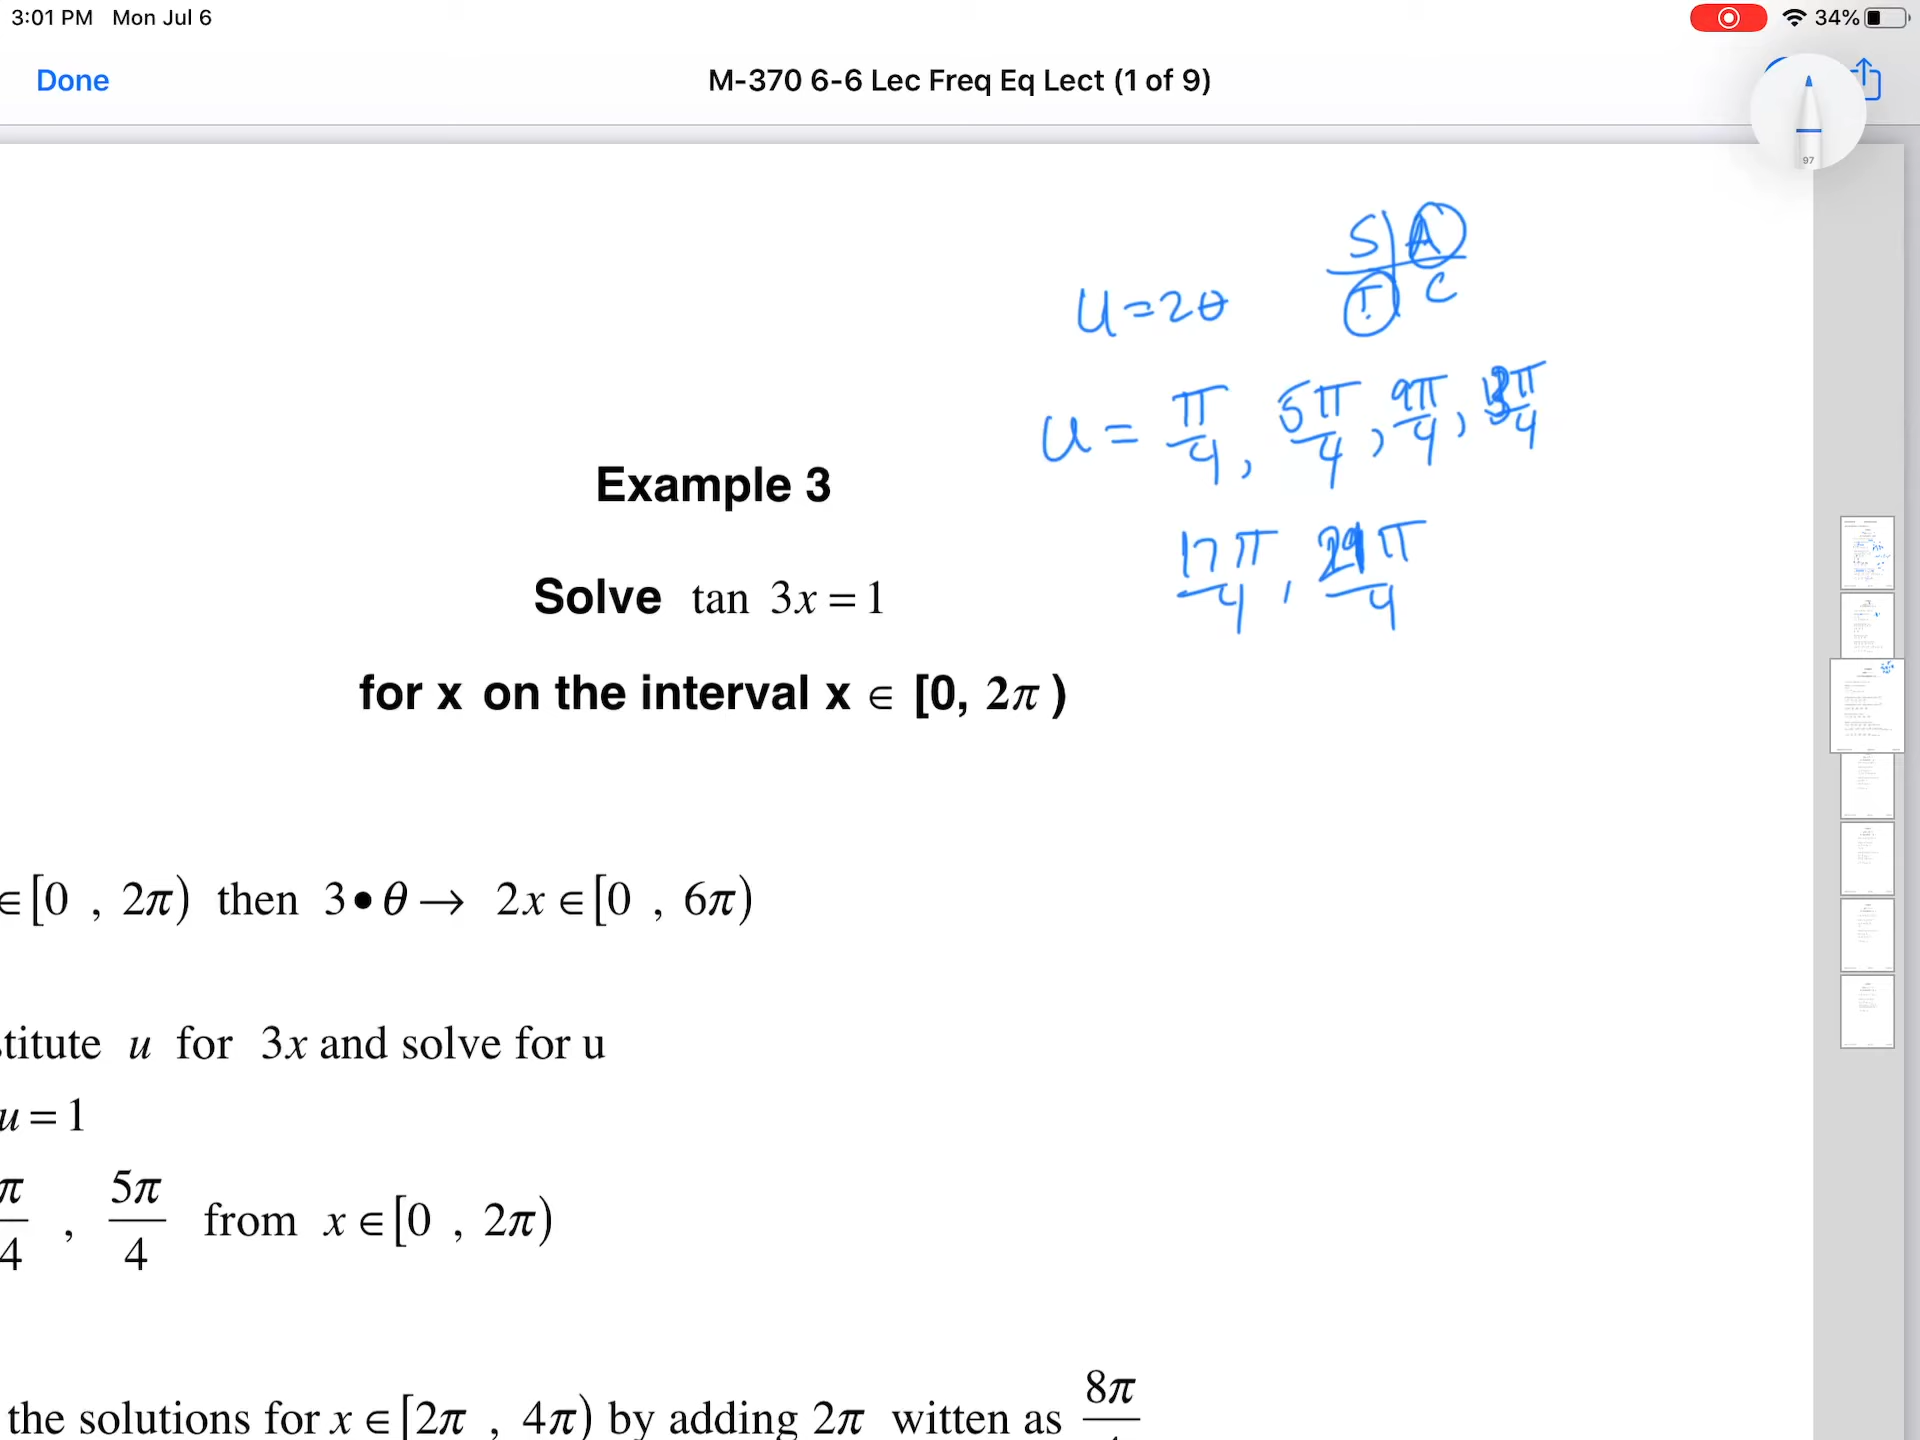 3:01 PM Mon Jul 6
34%
Done
M-370 6-6 Lec Freq Eq Lect (1 of 9)
97
S A
T C
u = 2θ
u = π/4, 5π/4, 9π/4, 13π/4
17π/4, 21π/4
Example 3
Solve tan 3x = 1
for x on the interval x ∈ [0, 2π )
∈ [0 , 2π) then 3 • θ → 2x ∈ [0 , 6π)
titute u for 3x and solve for u
u = 1
π/4 , 5π/4 from x ∈ [0 , 2π)
the solutions for x ∈ [2π , 4π) by adding 2π witten as 8π